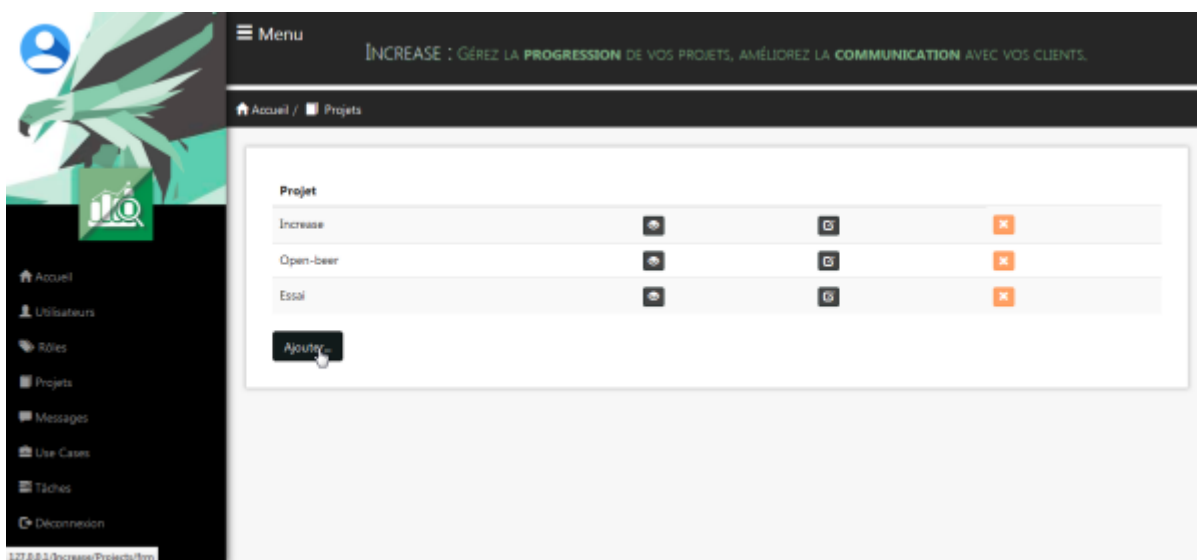 Menu
INCREASE : GÉREZ LA PROGRESSION DE VOS PROJETS, AMÉLIOREZ LA COMMUNICATION AVEC VOS CLIENTS.
Accueil / Projets
Projet
Increase
Open-beer
Essai
Ajouter...
Accueil
Utilisateurs
Rôles
Projets
Messages
Use Cases
Tâches
Déconnexion
127.0.0.1/Increase/Projects/frm